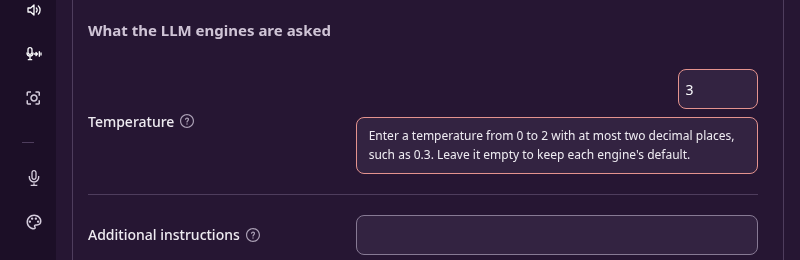 What the LLM engines are asked
3
Temperature
Enter a temperature from 0 to 2 with at most two decimal places,
such as 0.3. Leave it empty to keep each engine's default.
Additional instructions